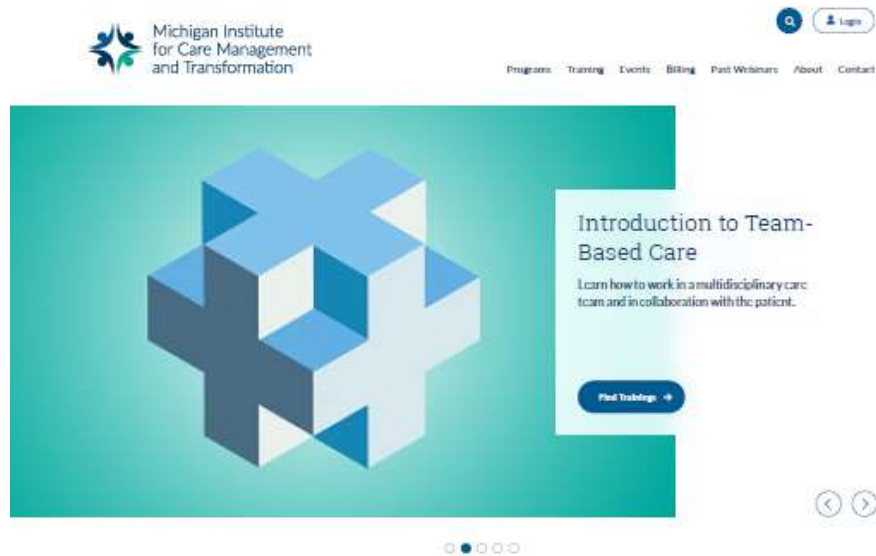 Michigan Institute
for Care Management
and Transformation
Login
Programs Training Events Billing Past Webinars About Contact
Introduction to Team-
Based Care
Learn how to work in a multidisciplinary care
team and in collaboration with the patient.
Find Trainings